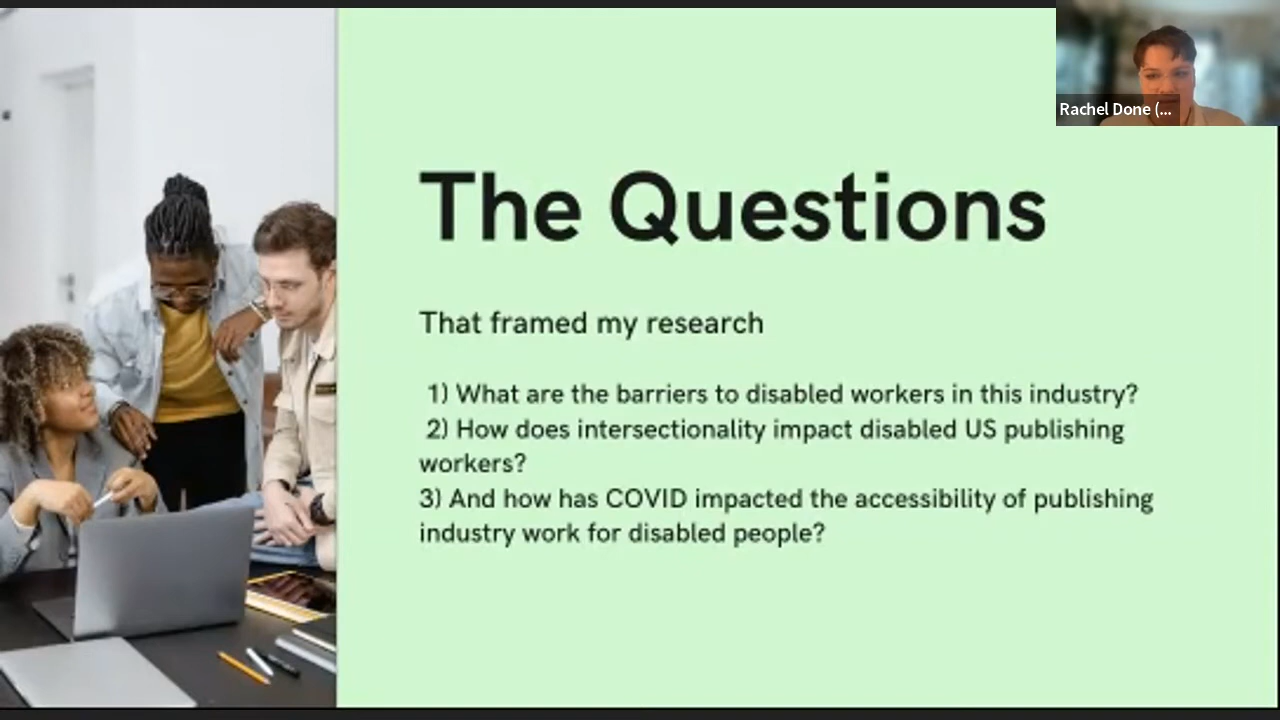 Rachel Done (...
The Questions
That framed my research
1) What are the barriers to disabled workers in this industry?
2) How does intersectionality impact disabled US publishing
workers?
3) And how has COVID impacted the accessibility of publishing
industry work for disabled people?